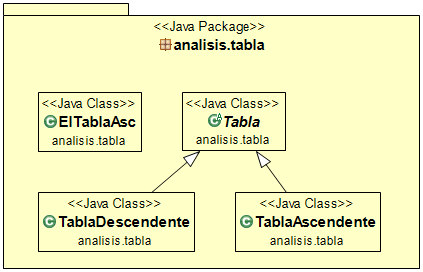 <<Java Package>>
analisis.tabla
<<Java Class>>
ElTablaAsc
analisis.tabla
<<Java Class>>
Tabla
analisis.tabla
<<Java Class>>
TablaDescendente
analisis.tabla
<<Java Class>>
TablaAscendente
analisis.tabla